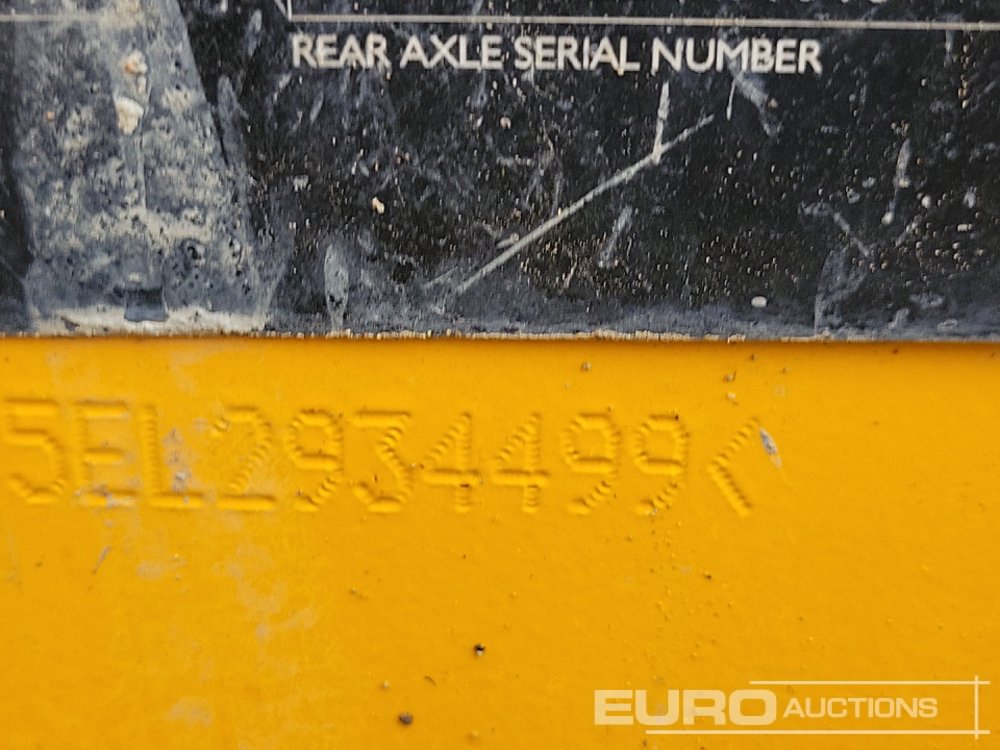 REAR AXLE SERIAL NUMBER
5EL2934499<
EURO AUCTIONS